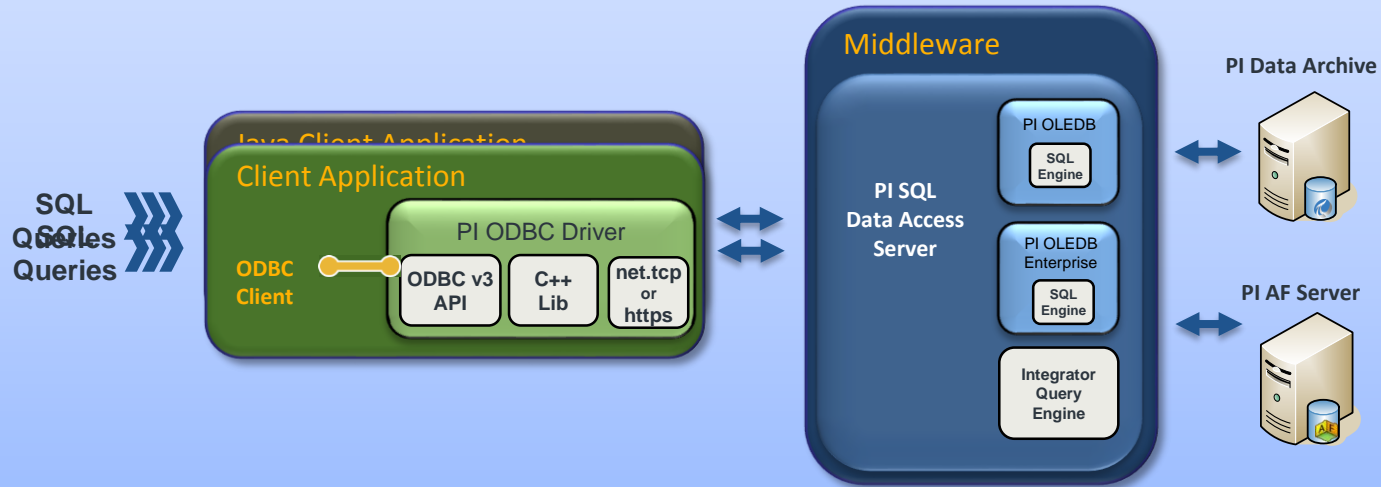 Middleware
PI Data Archive
PI OLEDB
SQL
Engine
Java Client Application
Client Application
PI SQL
Data Access
Server
SQL
Queries
SQL
Queries
PI ODBC Driver
PI OLEDB
Enterprise
SQL
Engine
ODBC
Client
ODBC v3
API
C++
Lib
net.tcp
or
https
PI AF Server
Integrator
Query
Engine
A F